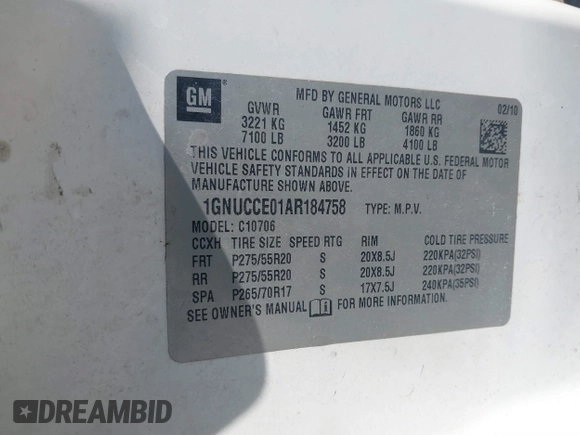 GM
MFD BY GENERAL MOTORS LLC
02/10
GVWR GAWR FRT GAWR RR
3221 KG 1452 KG 1860 KG
7100 LB 3200 LB 4100 LB
THIS VEHICLE CONFORMS TO ALL APPLICABLE U.S. FEDERAL MOTOR
VEHICLE SAFETY STANDARDS IN EFFECT ON THE DATE OF
MANUFACTURE SHOWN ABOVE.
1GNUCCE01AR184758 TYPE: M.P.V.
MODEL: C10706
CCXH TIRE SIZE SPEED RTG RIM COLD TIRE PRESSURE
FRT P275/55R20 S 20X8.5J 220KPA(32PSI)
RR P275/55R20 S 20X8.5J 220KPA(32PSI)
SPA P265/70R17 S 17X7.5J 240KPA(35PSI)
SEE OWNER'S MANUAL FOR MORE INFORMATION.
DREAMBID